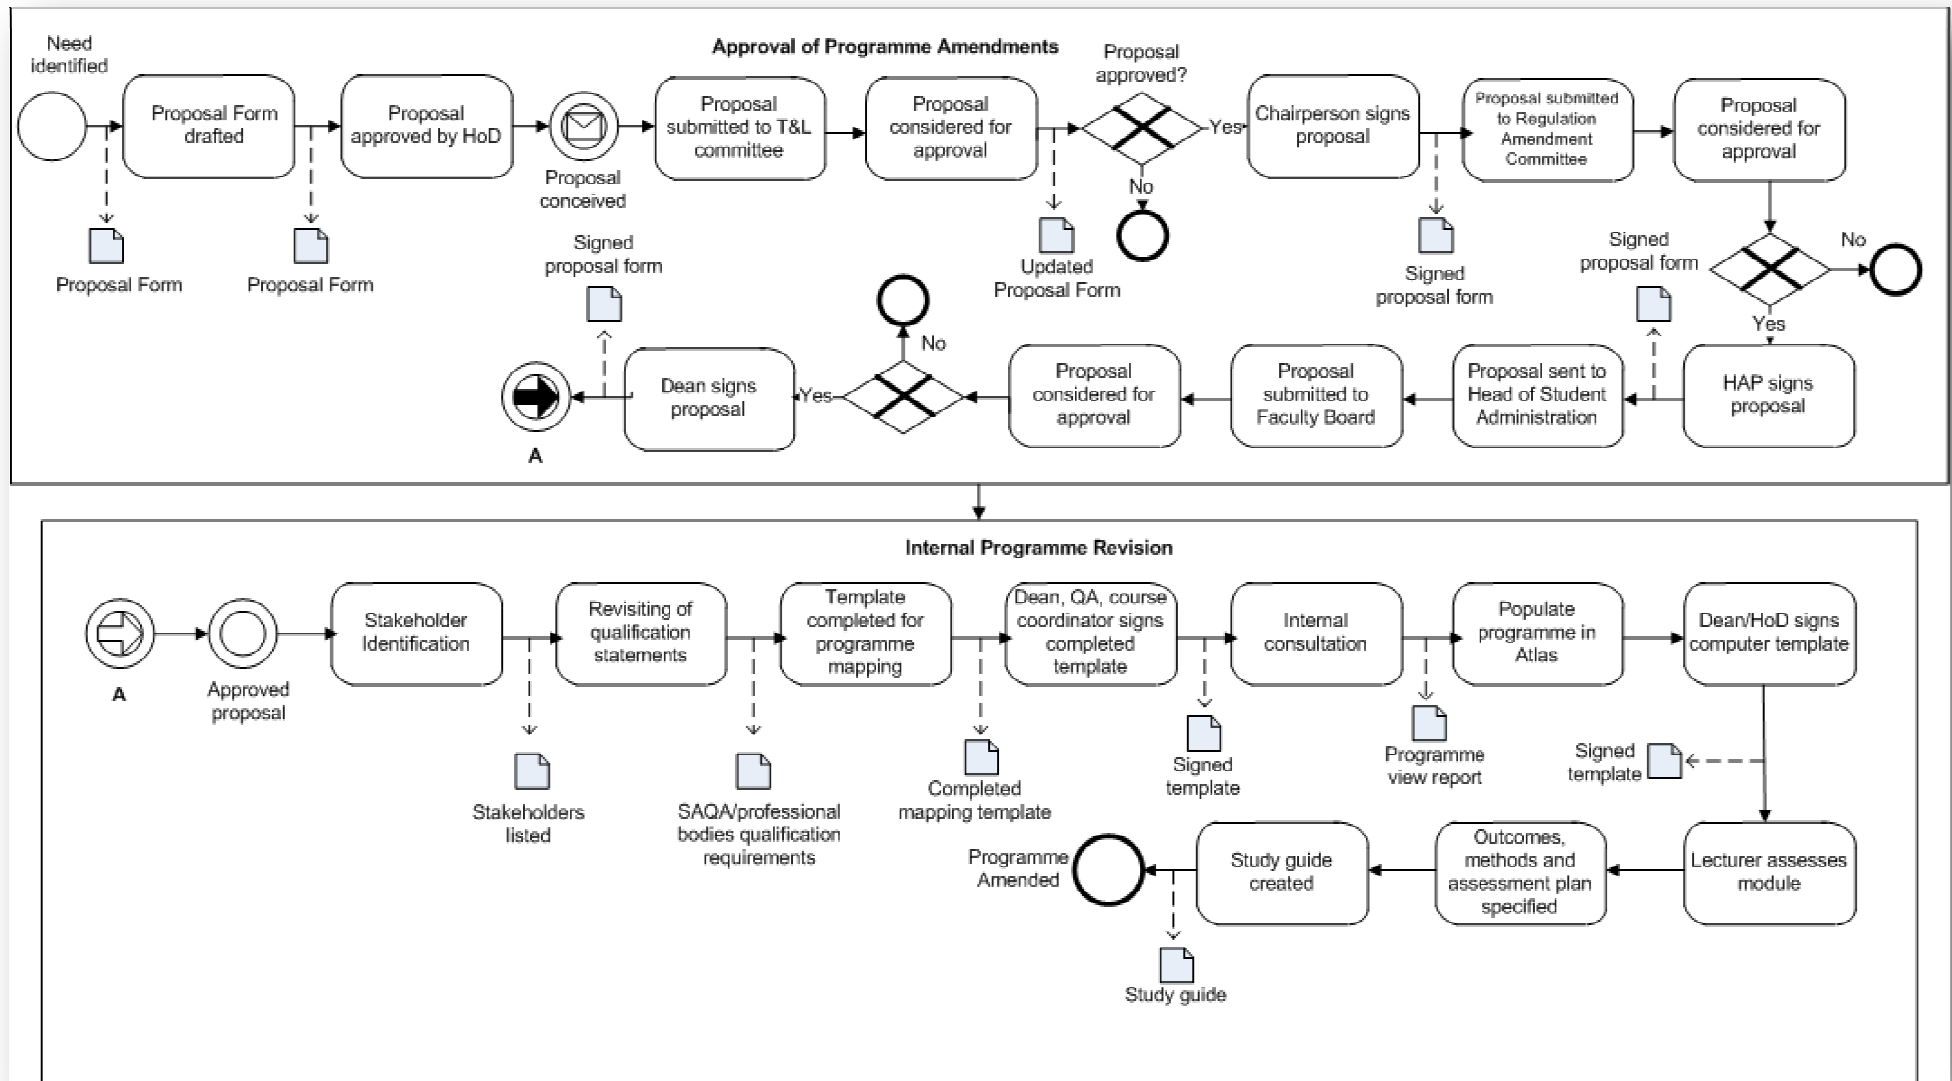 Approval of Programme Amendments
Need
identified
Proposal Form
drafted
Proposal
approved by HoD
Proposal
conceived
Proposal
submitted to T&L
committee
Proposal
considered for
approval
Proposal
approved?
Yes
No
Chairperson signs
proposal
Proposal submitted
to Regulation
Amendment
Committee
Proposal
considered for
approval
Proposal Form
Proposal Form
Updated
Proposal Form
Signed
proposal form
No
Yes
Signed
proposal form
HAP signs
proposal
Proposal sent to
Head of Student
Administration
Proposal
submitted to
Faculty Board
Proposal
considered for
approval
No
Yes
Dean signs
proposal
Signed
proposal form
A
Internal Programme Revision
A
Approved
proposal
Stakeholder
Identification
Revisiting of
qualification
statements
Template
completed for
programme
mapping
Dean, QA, course
coordinator signs
completed
template
Internal
consultation
Populate
programme in
Atlas
Dean/HoD signs
computer template
Stakeholders
listed
SAQA/professional
bodies qualification
requirements
Completed
mapping template
Signed
template
Programme
view report
Signed
template
Lecturer assesses
module
Outcomes,
methods and
assessment plan
specified
Study guide
created
Programme
Amended
Study guide